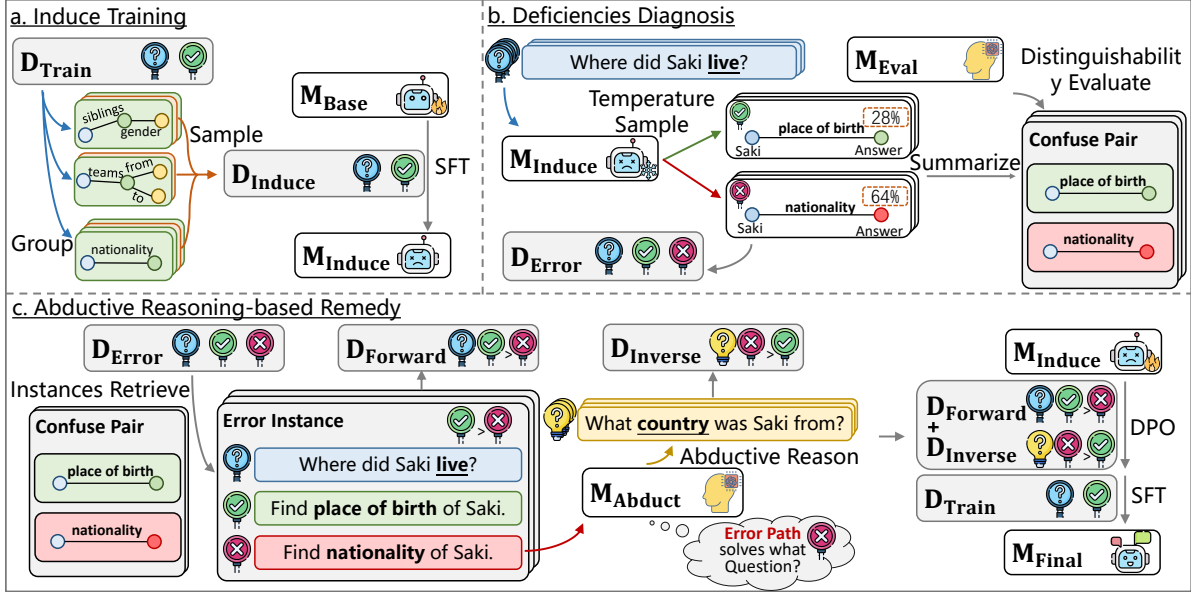 a. Induce Training
D_Train
siblings
gender
teams
from
to
Group
nationality
Sample
D_Induce
M_Base
SFT
M_Induce
b. Deficiencies Diagnosis
Where did Saki live?
M_Induce
Temperature
Sample
28%
place of birth
Saki
Answer
64%
nationality
Saki
Answer
D_Error
M_Eval
Summarize
Distinguishabilit
y Evaluate
Confuse Pair
place of birth
nationality
c. Abductive Reasoning-based Remedy
D_Error
Instances Retrieve
Confuse Pair
place of birth
nationality
D_Forward
>
Error Instance
>
Where did Saki live?
Find place of birth of Saki.
Find nationality of Saki.
D_Inverse
>
What country was Saki from?
Abductive Reason
M_Abduct
Error Path
solves what
Question?
M_Induce
D_Forward
>
+
D_Inverse
>
DPO
D_Train
SFT
M_Final